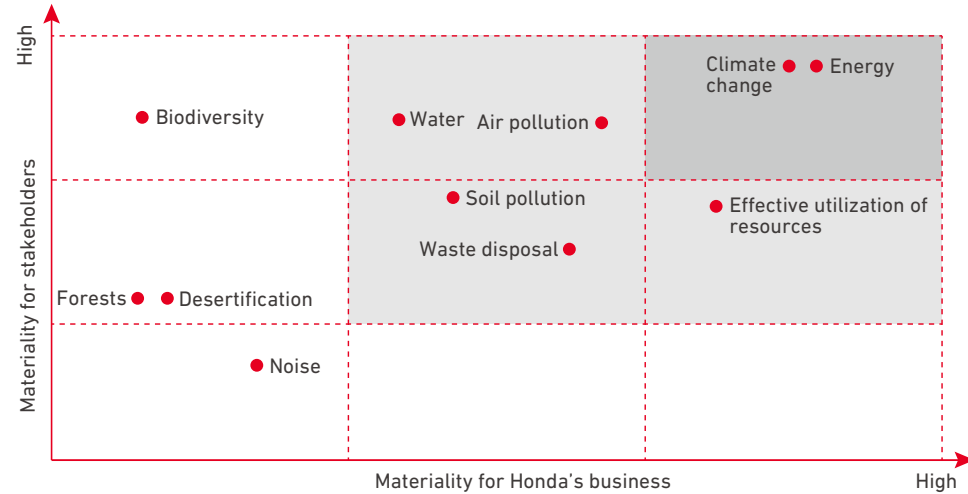 High
Climate
change
Energy
Biodiversity
Water
Air pollution
Soil pollution
Effective utilization of
resources
Waste disposal
Forests
Desertification
Noise
Materiality for stakeholders
Materiality for Honda’s business
High